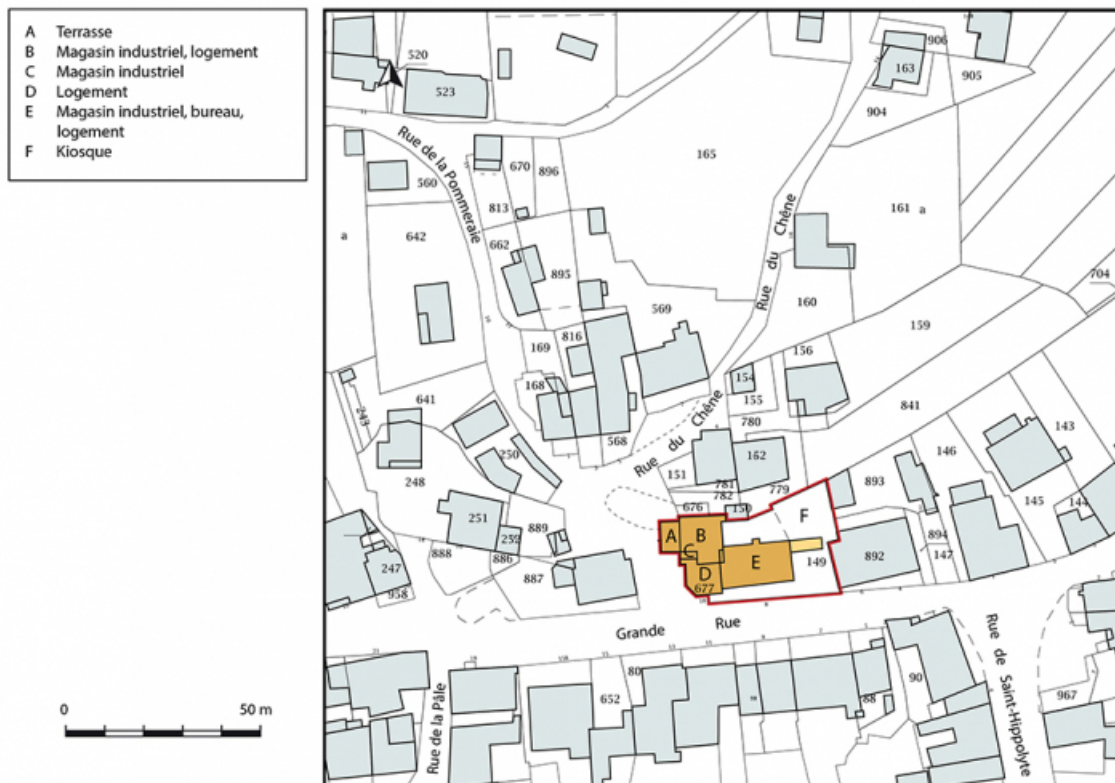 A Terrasse
B Magasin industriel, logement
C Magasin industriel
D Logement
E Magasin industriel, bureau,
logement
F Kiosque
0 50 m
520
523
906
163
905
904
Rue de la Pommeraie
670
896
165
560
813
161 a
a
642
662
895
Rue du Chêne
704
160
569
159
169
816
156
168
154
155
641
243
841
780
568
Rue du Chêne
143
146
250
162
151
248
781
782
779
893
145
144
676
150
F
251
889
259
A
B
C
894
888
886
E
149
892
147
247
887
D
677
958
Grande Rue
Rue de la Pâle
80
652
90
88
Rue de Saint-Hippolyte
967